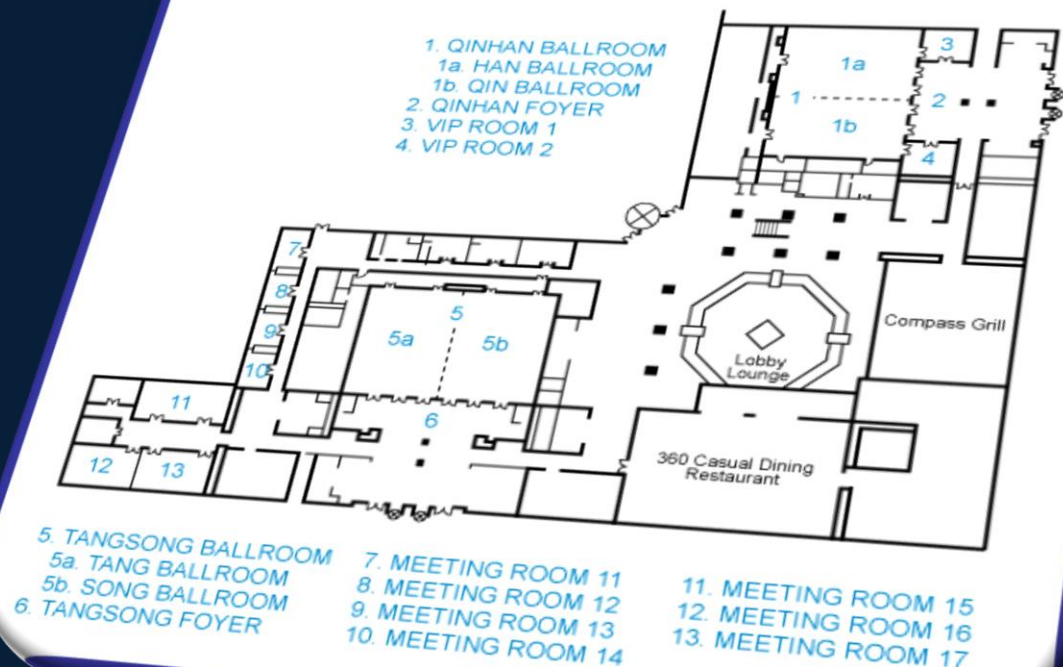 1. QINHAN BALLROOM
1a. HAN BALLROOM
1b. QIN BALLROOM
2. QINHAN FOYER
3. VIP ROOM 1
4. VIP ROOM 2
3
1a
1
2
1b
4
7
8
9
10
5
5a
5b
6
11
12
13
Compass Grill
Lobby
Lounge
360 Casual Dining
Restaurant
5. TANGSONG BALLROOM
5a. TANG BALLROOM
5b. SONG BALLROOM
6. TANGSONG FOYER
7. MEETING ROOM 11
8. MEETING ROOM 12
9. MEETING ROOM 13
10. MEETING ROOM 14
11. MEETING ROOM 15
12. MEETING ROOM 16
13. MEETING ROOM 17